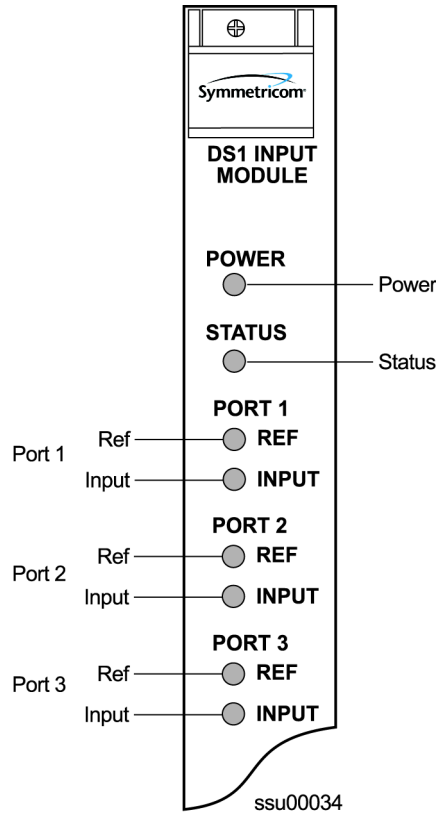 Symmetricom
DS1 INPUT
MODULE
POWER
Power
STATUS
Status
PORT 1
Port 1
Ref
REF
Input
INPUT
PORT 2
Port 2
Ref
REF
Input
INPUT
PORT 3
Port 3
Ref
REF
Input
INPUT
ssu00034